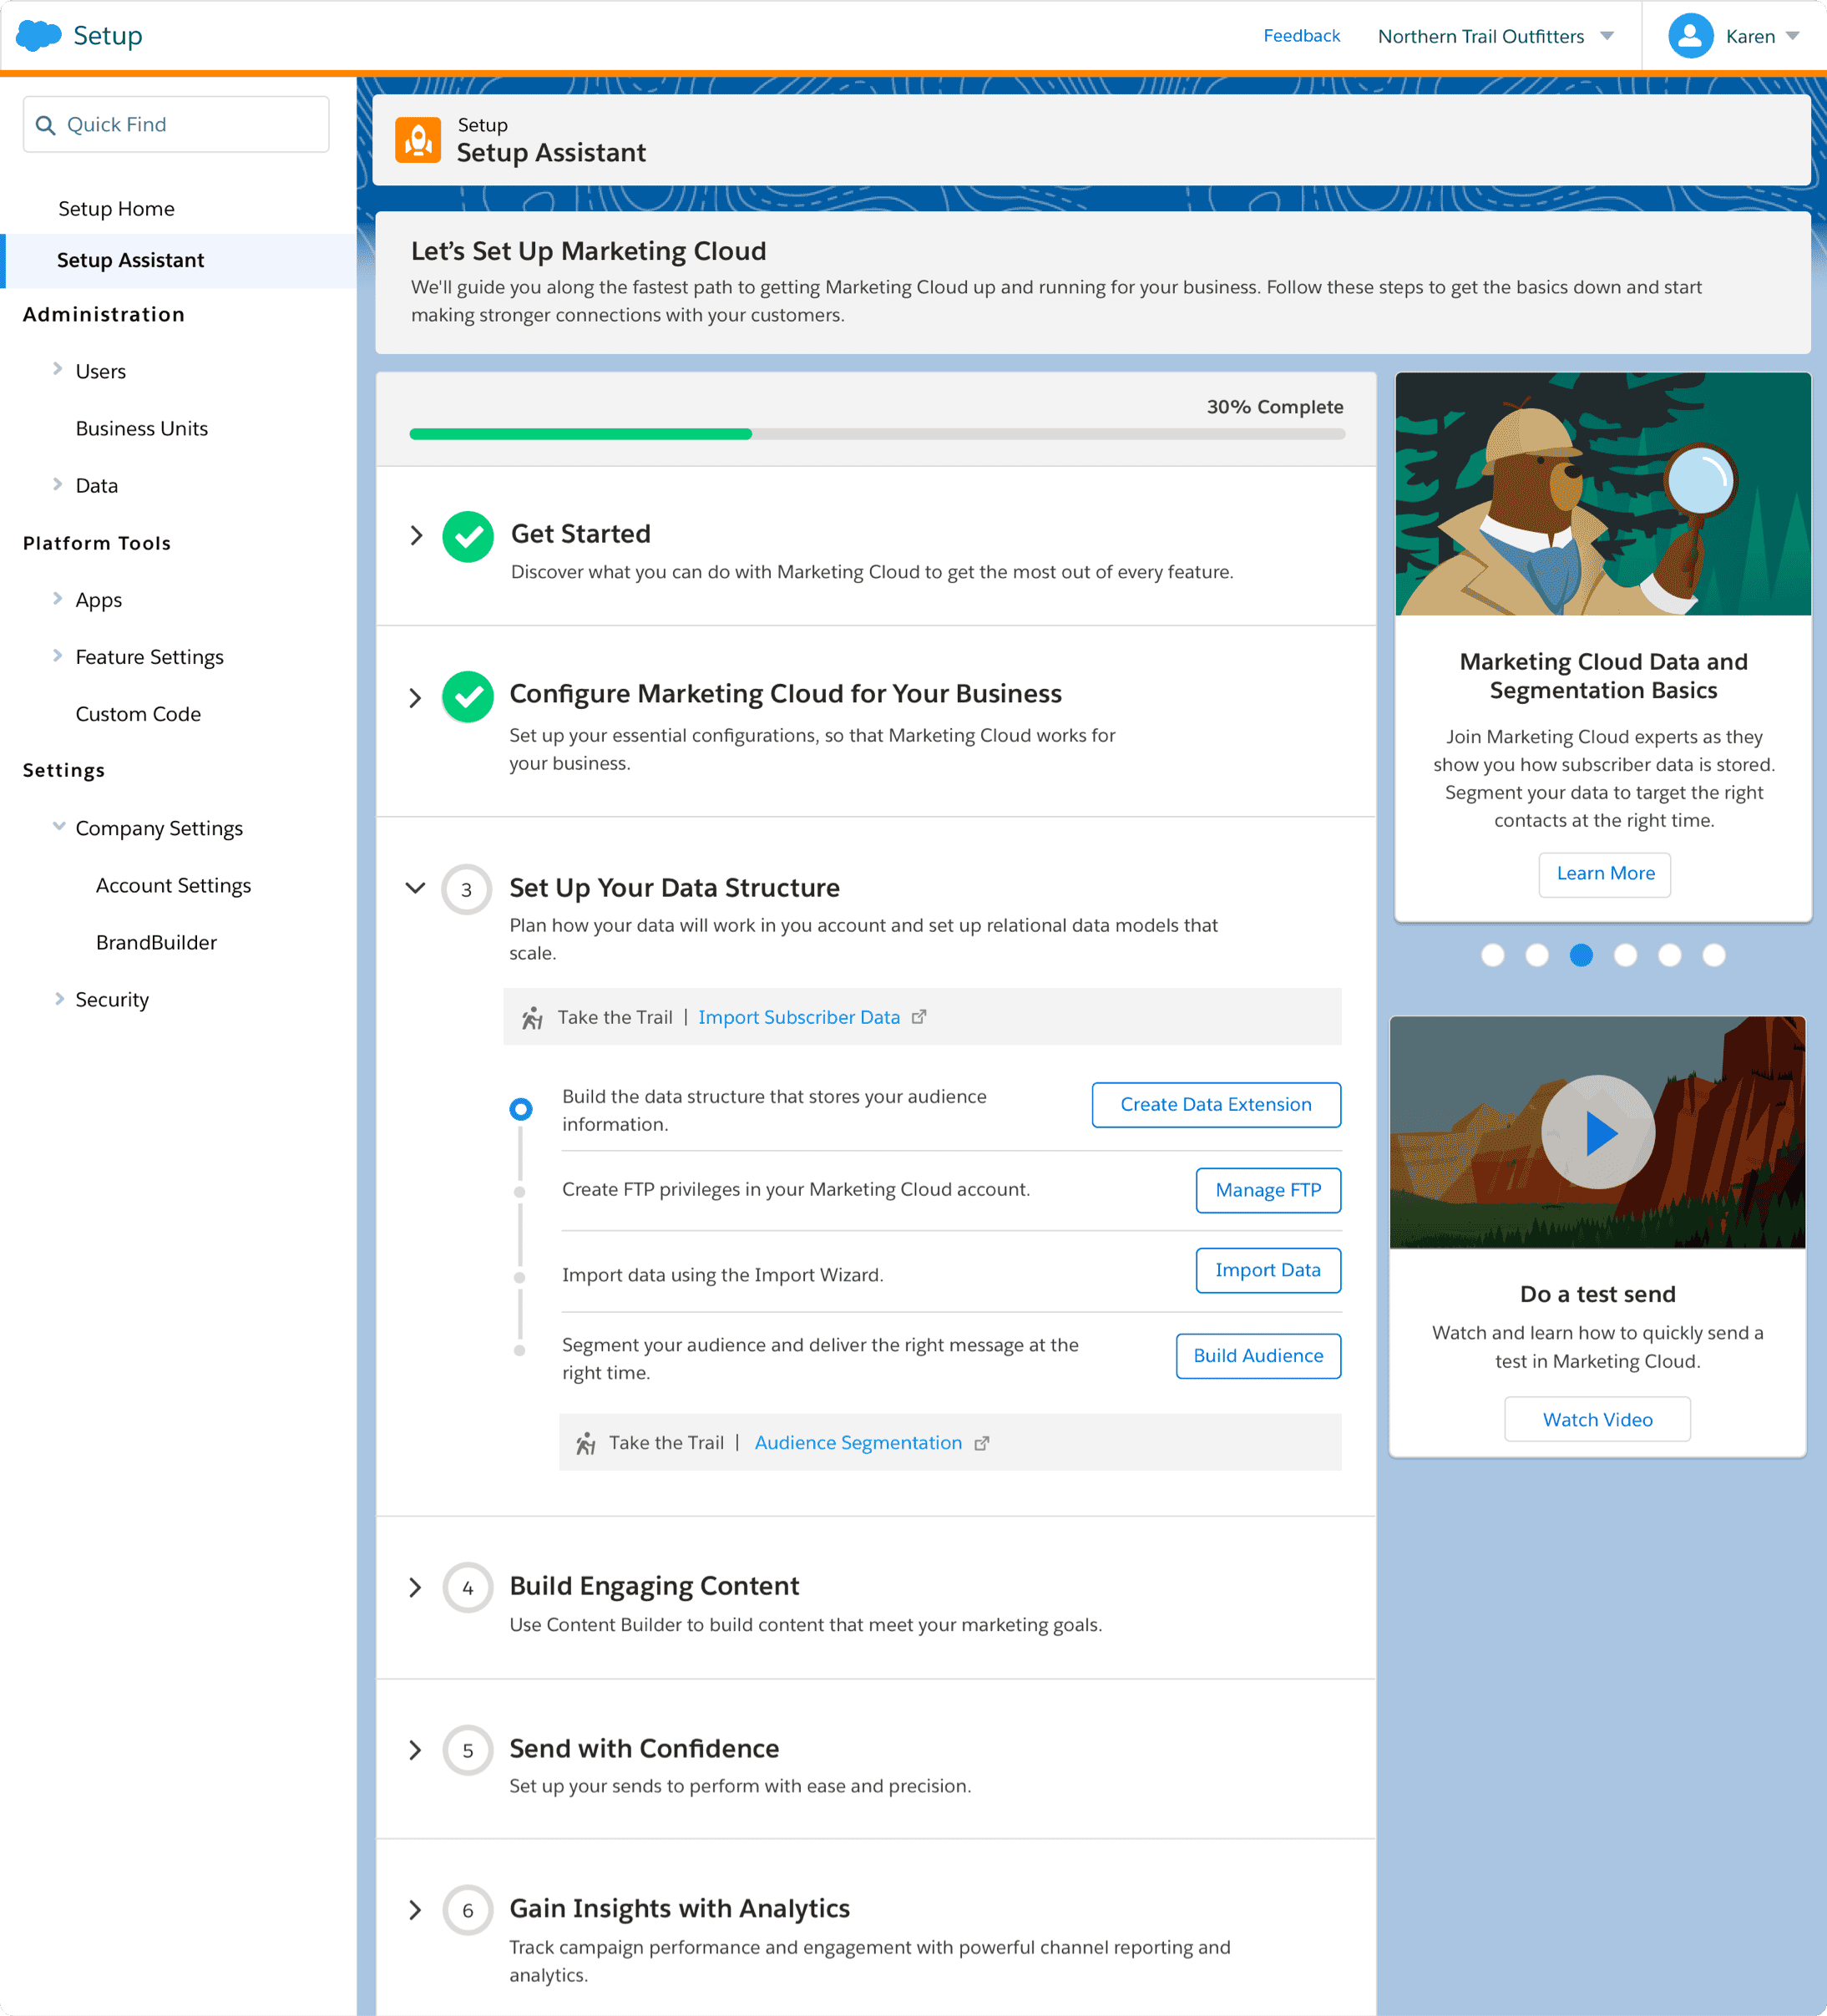 Setup
Feedback
Northern Trail Outfitters
Karen
Quick Find
Setup Home
Setup Assistant
Administration
Users
Business Units
Data
Platform Tools
Apps
Feature Settings
Custom Code
Settings
Company Settings
Account Settings
BrandBuilder
Security
Setup
Setup Assistant
Let’s Set Up Marketing Cloud
We'll guide you along the fastest path to getting Marketing Cloud up and running for your business. Follow these steps to get the basics down and start
making stronger connections with your customers.
30% Complete
Get Started
Discover what you can do with Marketing Cloud to get the most out of every feature.
Configure Marketing Cloud for Your Business
Set up your essential configurations, so that Marketing Cloud works for
your business.
3
Set Up Your Data Structure
Plan how your data will work in you account and set up relational data models that
scale.
Take the Trail | Import Subscriber Data
Build the data structure that stores your audience
information.
Create Data Extension
Create FTP privileges in your Marketing Cloud account.
Manage FTP
Import data using the Import Wizard.
Import Data
Segment your audience and deliver the right message at the
right time.
Build Audience
Take the Trail | Audience Segmentation
4
Build Engaging Content
Use Content Builder to build content that meet your marketing goals.
5
Send with Confidence
Set up your sends to perform with ease and precision.
6
Gain Insights with Analytics
Track campaign performance and engagement with powerful channel reporting and
analytics.
Marketing Cloud Data and
Segmentation Basics
Join Marketing Cloud experts as they
show you how subscriber data is stored.
Segment your data to target the right
contacts at the right time.
Learn More
Do a test send
Watch and learn how to quickly send a
test in Marketing Cloud.
Watch Video